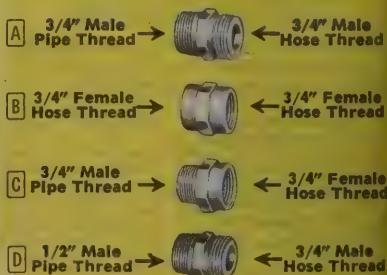 A 3/4" Male Pipe Thread 3/4" Male Hose Thread
B 3/4" Female Hose Thread 3/4" Female Hose Thread
C 3/4" Male Pipe Thread 3/4" Female Hose Thread
D 1/2" Male Pipe Thread 3/4" Male Hose Thread